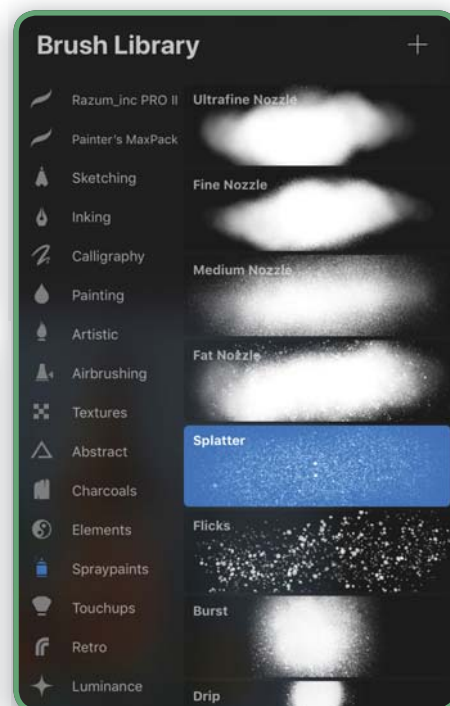 Brush Library
Razum_inc PRO II
Painter's MaxPack
Sketching
Inking
Calligraphy
Painting
Artistic
Airbrushing
Textures
Abstract
Charcoals
Elements
Spraypaints
Touchups
Retro
Luminance
Ultrafine Nozzle
Fine Nozzle
Medium Nozzle
Fat Nozzle
Splatter
Flicks
Burst
Drip